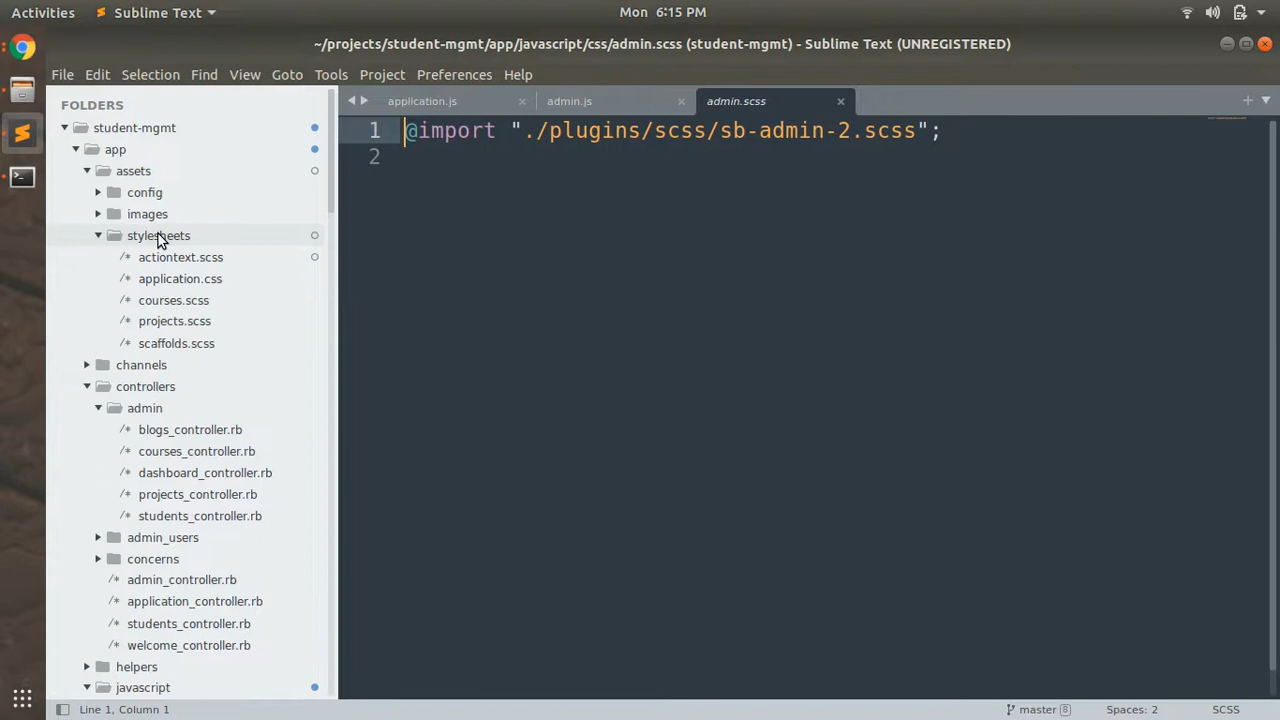 Activities Sublime Text Mon 6:15 PM
~/projects/student-mgmt/app/javascript/css/admin.scss (student-mgmt) - Sublime Text (UNREGISTERED)
File Edit Selection Find View Goto Tools Project Preferences Help
FOLDERS
student-mgmt
app
assets
config
images
stylesheets
/* actiontext.scss
/* application.css
/* courses.scss
/* projects.scss
/* scaffolds.scss
channels
controllers
admin
/* blogs_controller.rb
/* courses_controller.rb
/* dashboard_controller.rb
/* projects_controller.rb
/* students_controller.rb
admin_users
concerns
/* admin_controller.rb
/* application_controller.rb
/* students_controller.rb
/* welcome_controller.rb
helpers
javascript
application.js admin.js admin.scss
1 @import "./plugins/scss/sb-admin-2.scss";
2
Line 1, Column 1 master 8 Spaces: 2 SCSS